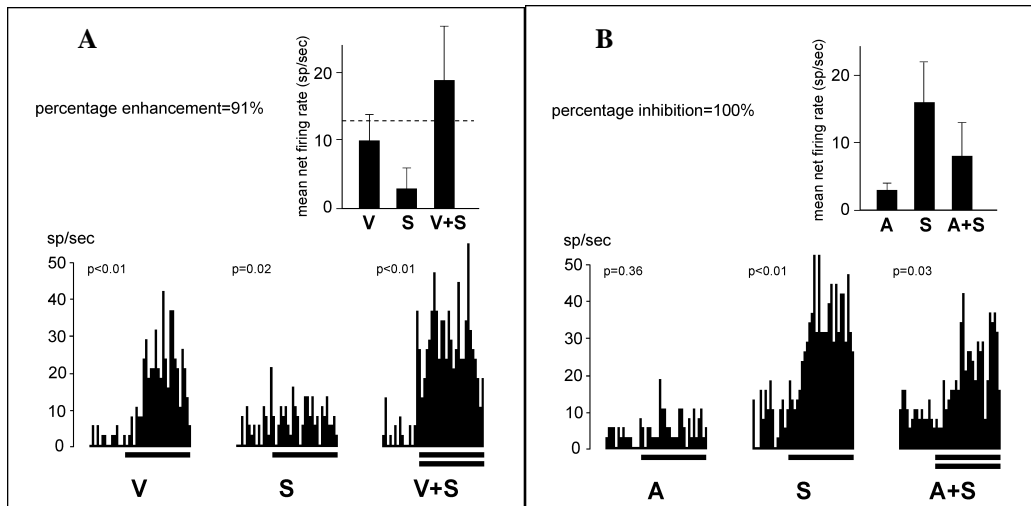 A
percentage enhancement=91%
mean net firing rate (sp/sec)
20
10
0
V S V+S
sp/sec
50
40
30
20
10
0
p<0.01 p=0.02 p<0.01
V S V+S
B
percentage inhibition=100%
mean net firing rate (sp/sec)
20
10
0
A S A+S
sp/sec
50
40
30
20
10
0
p=0.36 p<0.01 p=0.03
A S A+S